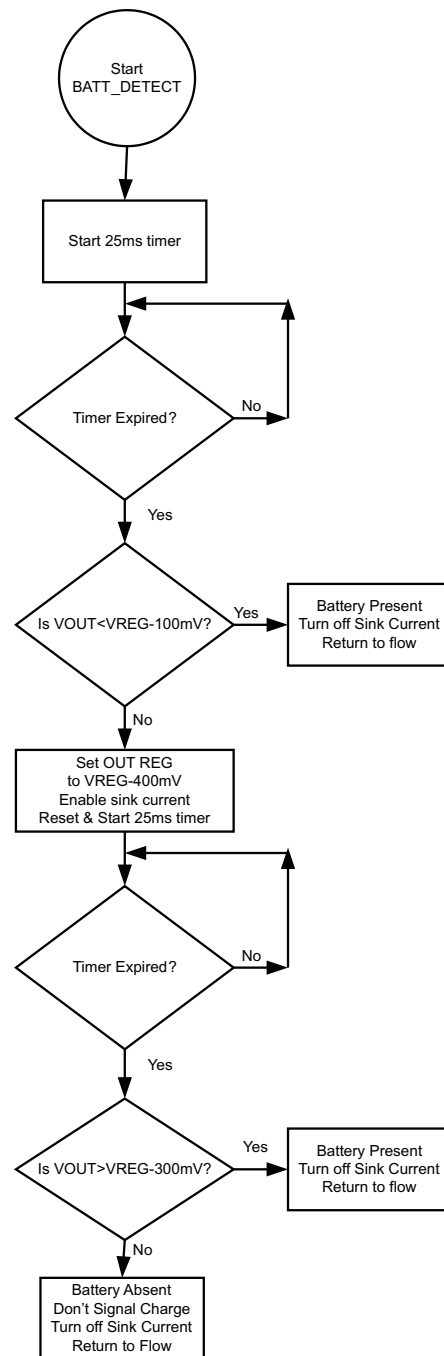 Start
BATT_DETECT
Start 25ms timer
Timer Expired?
No
Yes
Is VOUT<VREG-100mV?
Yes
Battery Present
Turn off Sink Current
Return to flow
No
Set OUT REG
to VREG-400mV
Enable sink current
Reset & Start 25ms timer
Timer Expired?
No
Yes
Is VOUT>VREG-300mV?
Yes
Battery Present
Turn off Sink Current
Return to flow
No
Battery Absent
Don't Signal Charge
Turn off Sink Current
Return to Flow